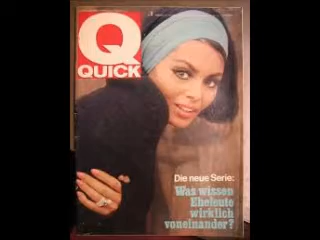 Q
QUICK
Die neue Serie:
Was wissen
Eheleute
wirklich
voneinander?